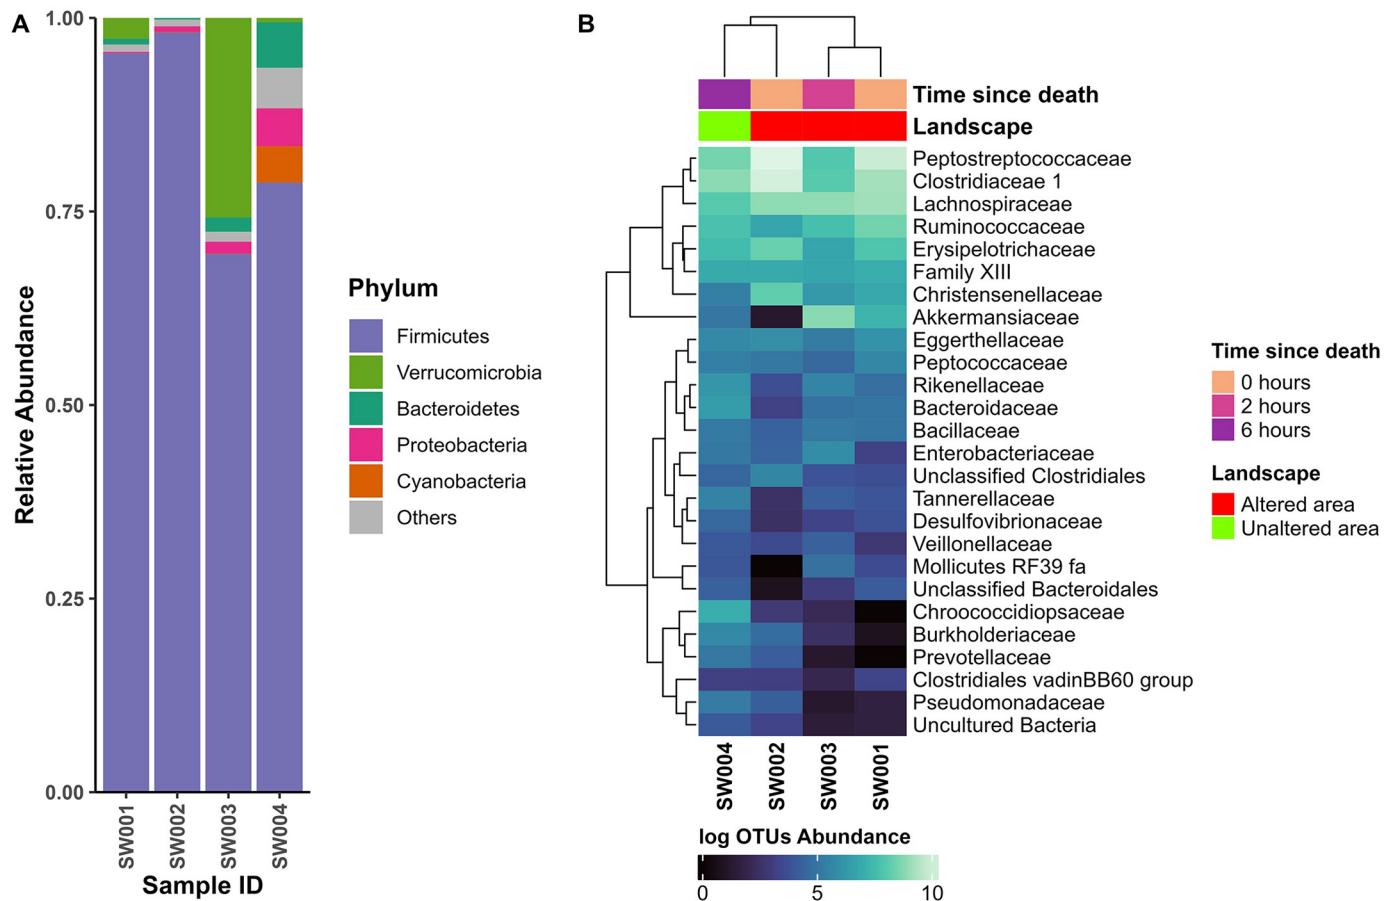 A
1.00
0.75
0.50
0.25
0.00
Relative Abundance
SW001
SW002
SW003
SW004
Sample ID
Phylum
Firmicutes
Verrucomicrobia
Bacteroidetes
Proteobacteria
Cyanobacteria
Others
B
Time since death
Landscape
Peptostreptococcaceae
Clostridiaceae 1
Lachnospiraceae
Ruminococcaceae
Erysipelotrichaceae
Family XIII
Christensenellaceae
Akkermansiaceae
Eggerthellaceae
Peptococcaceae
Rikenellaceae
Bacteroidaceae
Bacillaceae
Enterobacteriaceae
Unclassified Clostridiales
Tannerellaceae
Desulfovibrionaceae
Veillonellaceae
Mollicutes RF39 fa
Unclassified Bacteroidales
Chroococcidiopsaceae
Burkholderiaceae
Prevotellaceae
Clostridiales vadinBB60 group
Pseudomonadaceae
Uncultured Bacteria
SW004
SW002
SW003
SW001
log OTUs Abundance
0
5
10
Time since death
0 hours
2 hours
6 hours
Landscape
Altered area
Unaltered area